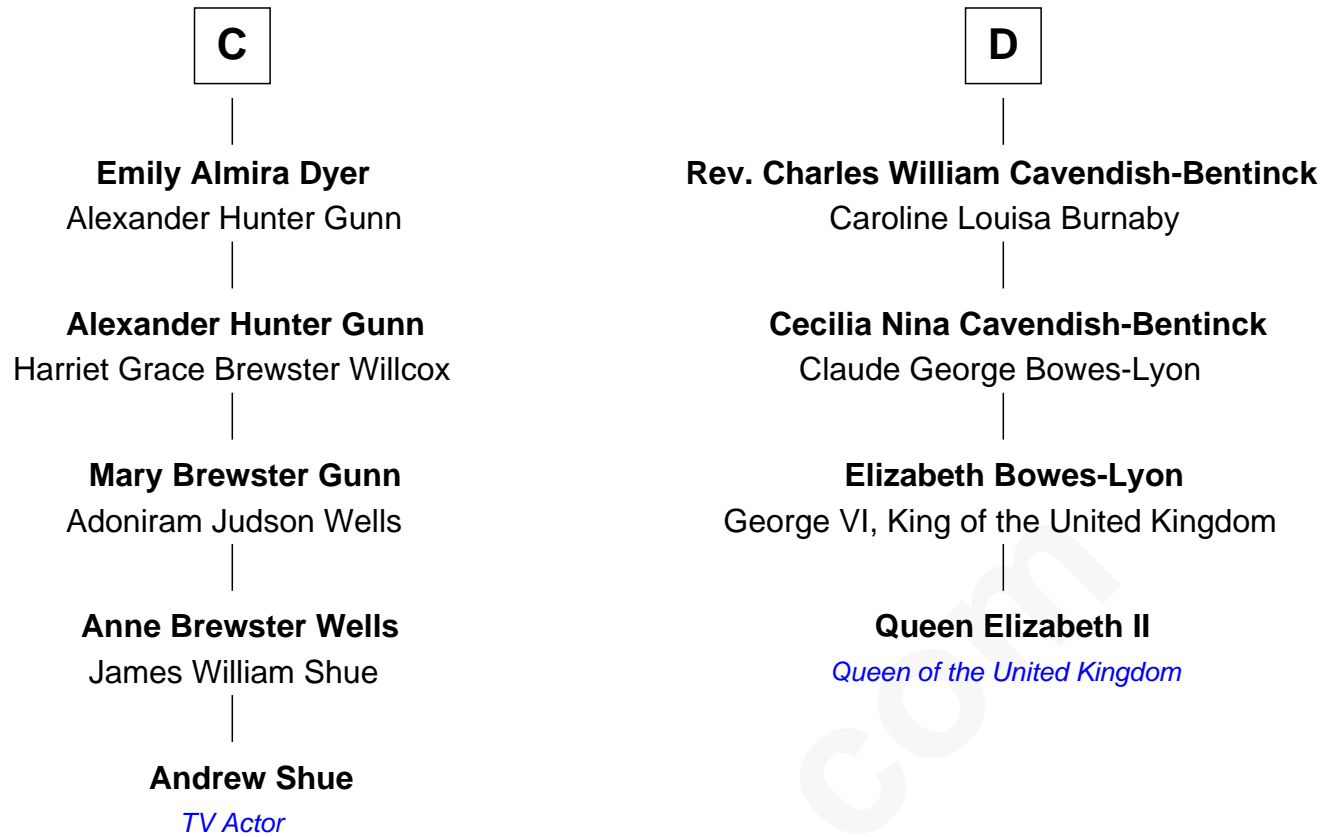 C
Emily Almira Dyer
Alexander Hunter Gunn
Alexander Hunter Gunn
Harriet Grace Brewster Willcox
Mary Brewster Gunn
Adoniram Judson Wells
Anne Brewster Wells
James William Shue
Andrew Shue
TV Actor
D
Rev. Charles William Cavendish-Bentinck
Caroline Louisa Burnaby
Cecilia Nina Cavendish-Bentinck
Claude George Bowes-Lyon
Elizabeth Bowes-Lyon
George VI, King of the United Kingdom
Queen Elizabeth II
Queen of the United Kingdom
com